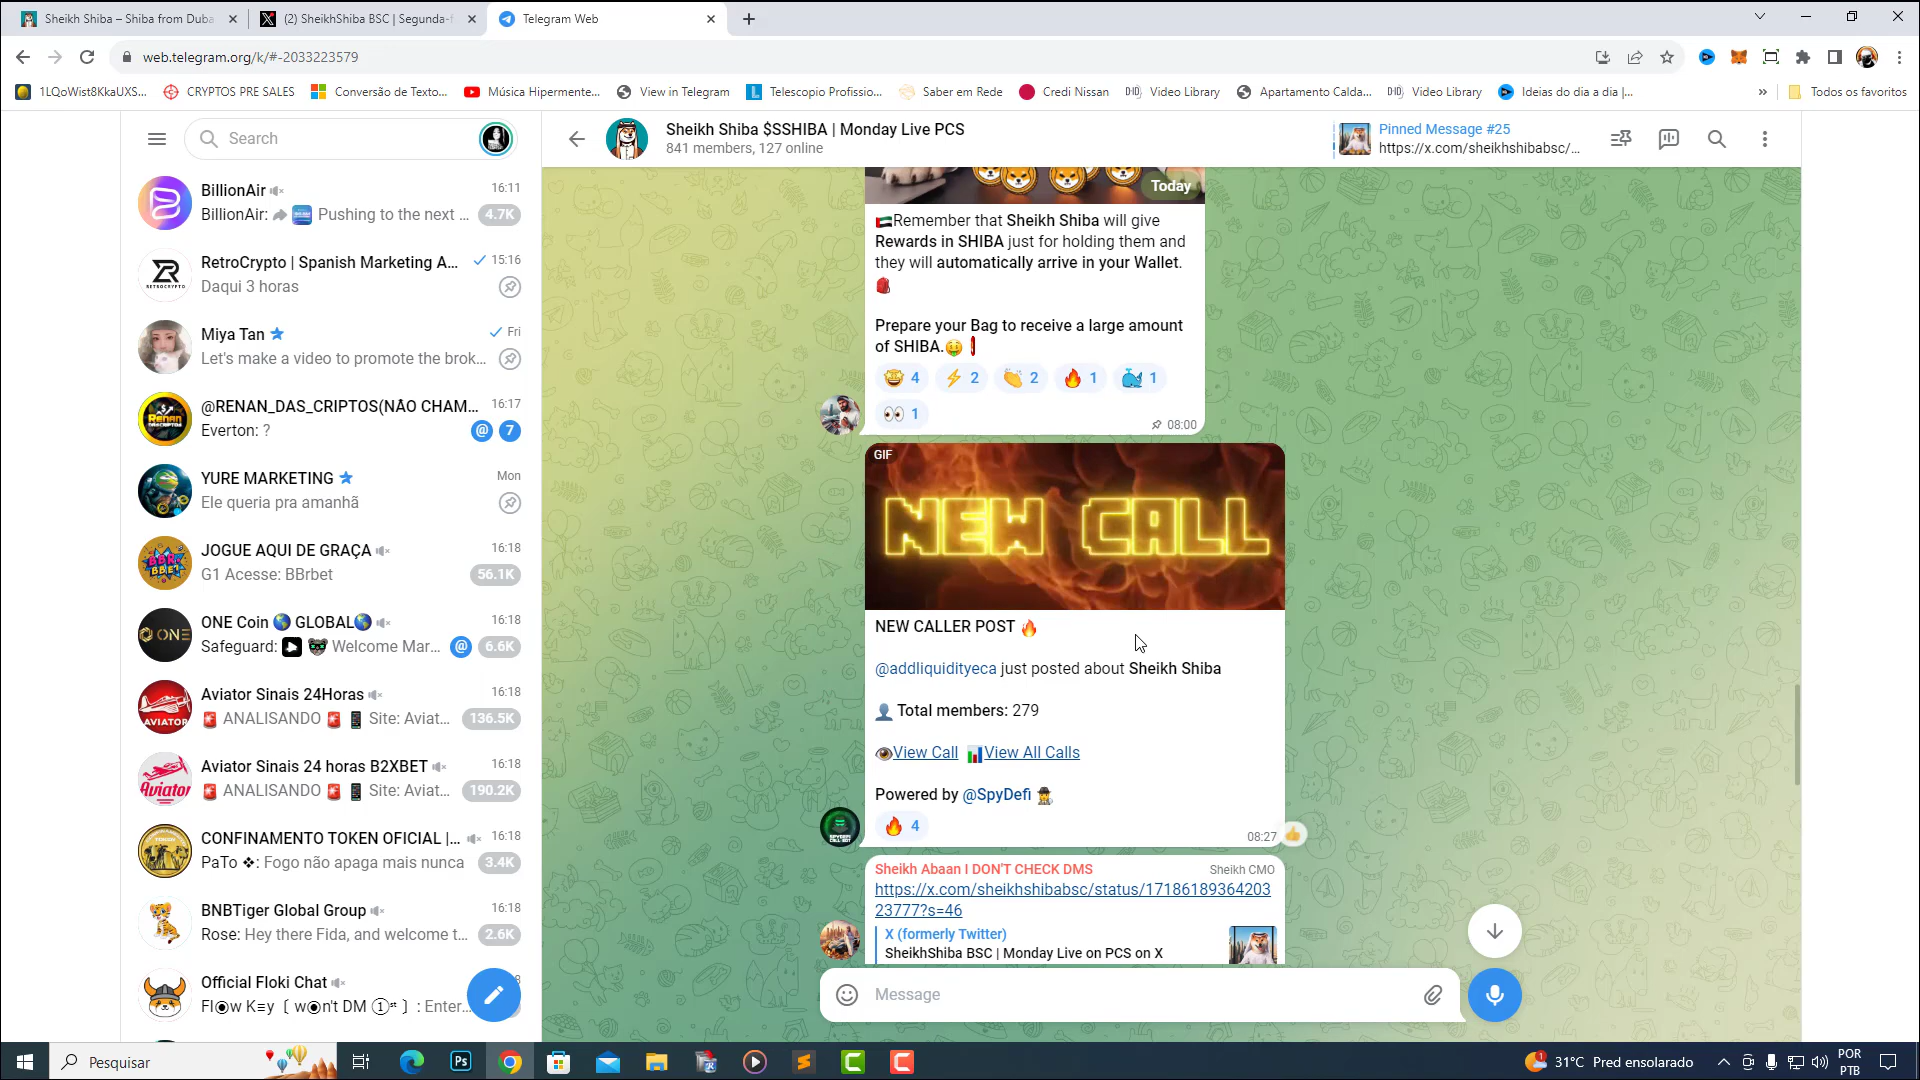 Sheikh Shiba – Shiba from Duba
(2) SheikhShiba BSC | Segunda-f
Telegram Web
web.telegram.org/k/#-2033223579
1LQoWist8KkaUXS...
CRYPTOS PRE SALES
Conversão de Texto...
Música Hipermente...
View in Telegram
Telescopio Profissio...
Saber em Rede
Credi Nissan
Video Library
Apartamento Calda...
Video Library
Ideias do dia a dia |...
»
Todos os favoritos
Search
Sheikh Shiba $SSHIBA | Monday Live PCS
841 members, 127 online
Pinned Message #25
https://x.com/sheikhshibabsc/...
BillionAir
16:11
BillionAir: Pushing to the next ...
4.7K
RetroCrypto | Spanish Marketing A...
15:16
Daqui 3 horas
Miya Tan
Fri
Let's make a video to promote the brok...
@RENAN_DAS_CRIPTOS(NÃO CHAM...
16:17
Everton: ?
@ 7
YURE MARKETING
Mon
Ele queria pra amanhã
JOGUE AQUI DE GRAÇA
16:18
G1 Acesse: BBrbet
56.1K
ONE Coin 🌎 GLOBAL🌎
16:18
Safeguard: Welcome Mar...
@ 6.6K
Aviator Sinais 24Horas
16:18
🚨 ANALISANDO 🚨 📱 Site: Aviat...
136.5K
Aviator Sinais 24 horas B2XBET
16:18
🚨 ANALISANDO 🚨 📱 Site: Aviat...
190.2K
CONFINAMENTO TOKEN OFICIAL |...
16:18
PaTo ❖: Fogo não apaga mais nunca
3.4K
BNBTiger Global Group
16:18
Rose: Hey there Fida, and welcome t...
2.6K
Official Floki Chat
Fl◉w K≡y 〔 w◉n't DM ①ˢᵗ 〕: Enter...
Today
🇦🇪Remember that Sheikh Shiba will give
Rewards in SHIBA just for holding them and
they will automatically arrive in your Wallet.
🎒
Prepare your Bag to receive a large amount
of SHIBA.🤑❗
🤩 4 ⚡ 2 👏 2 🔥 1 🐳 1
👀 1
08:00
GIF
NEW CALL
NEW CALLER POST 🔥
@addliquidityeca just posted about Sheikh Shiba
👤 Total members: 279
👁View Call 📊View All Calls
Powered by @SpyDefi 🕵
🔥 4
08:27
Sheikh Abaan I DON'T CHECK DMS
Sheikh CMO
https://x.com/sheikhshibabsc/status/17186189364203
23777?s=46
X (formerly Twitter)
SheikhShiba BSC | Monday Live on PCS on X
Message
Pesquisar
31°C Pred ensolarado
POR
PTB